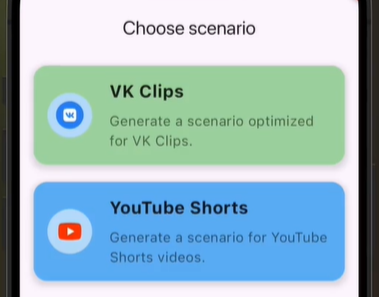 Choose scenario
VK Clips
Generate a scenario optimized
for VK Clips.
YouTube Shorts
Generate a scenario for YouTube
Shorts videos.